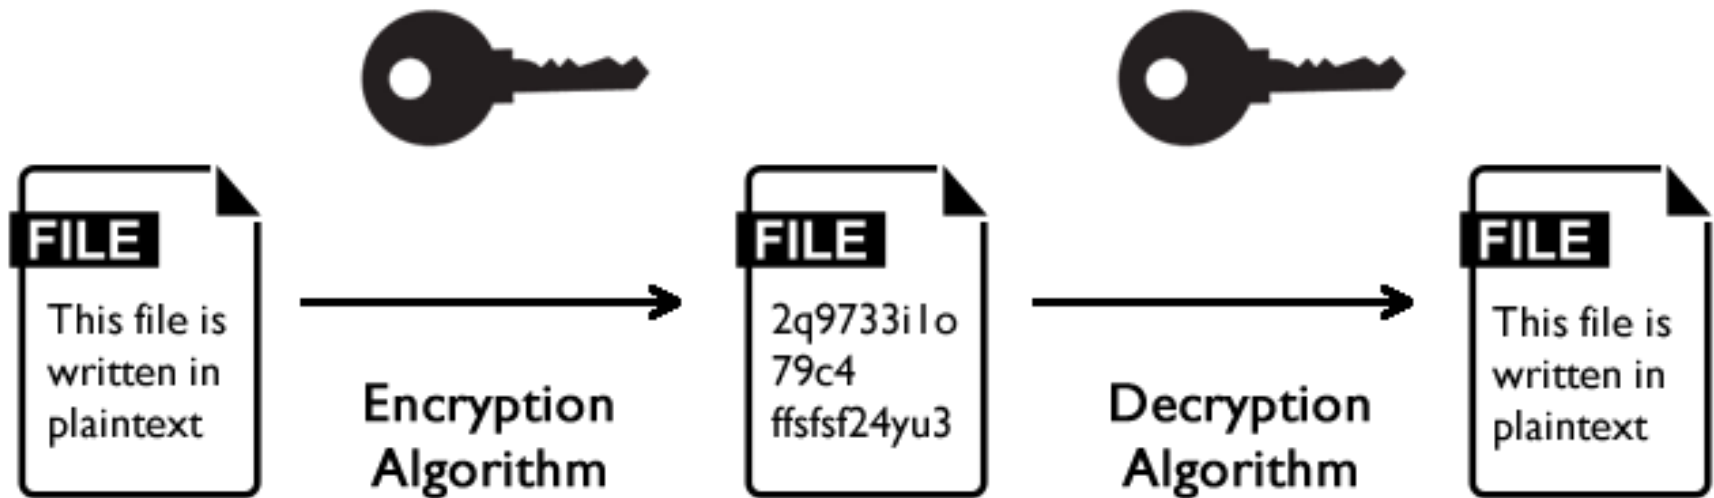 FILE
This file is
written in
plaintext
Encryption
Algorithm
FILE
2q9733i1o
79c4
ffsfsf24yu3
Decryption
Algorithm
FILE
This file is
written in
plaintext